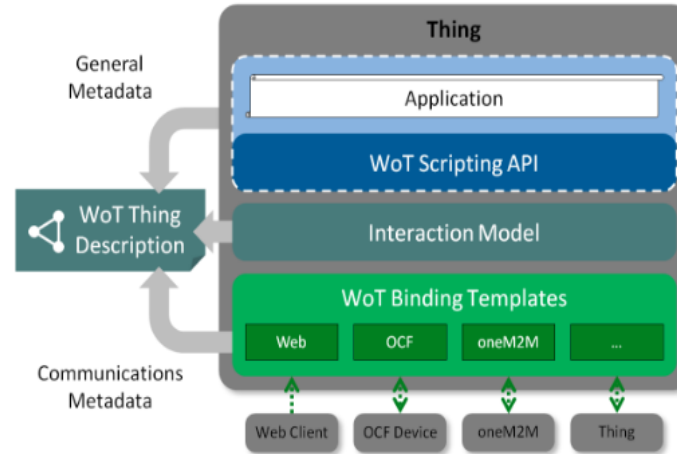 Thing
General
Metadata
Application
WoT Scripting API
WoT Thing
Description
Interaction Model
WoT Binding Templates
Web
OCF
oneM2M
...
Communications
Metadata
Web Client
OCF Device
oneM2M
Thing